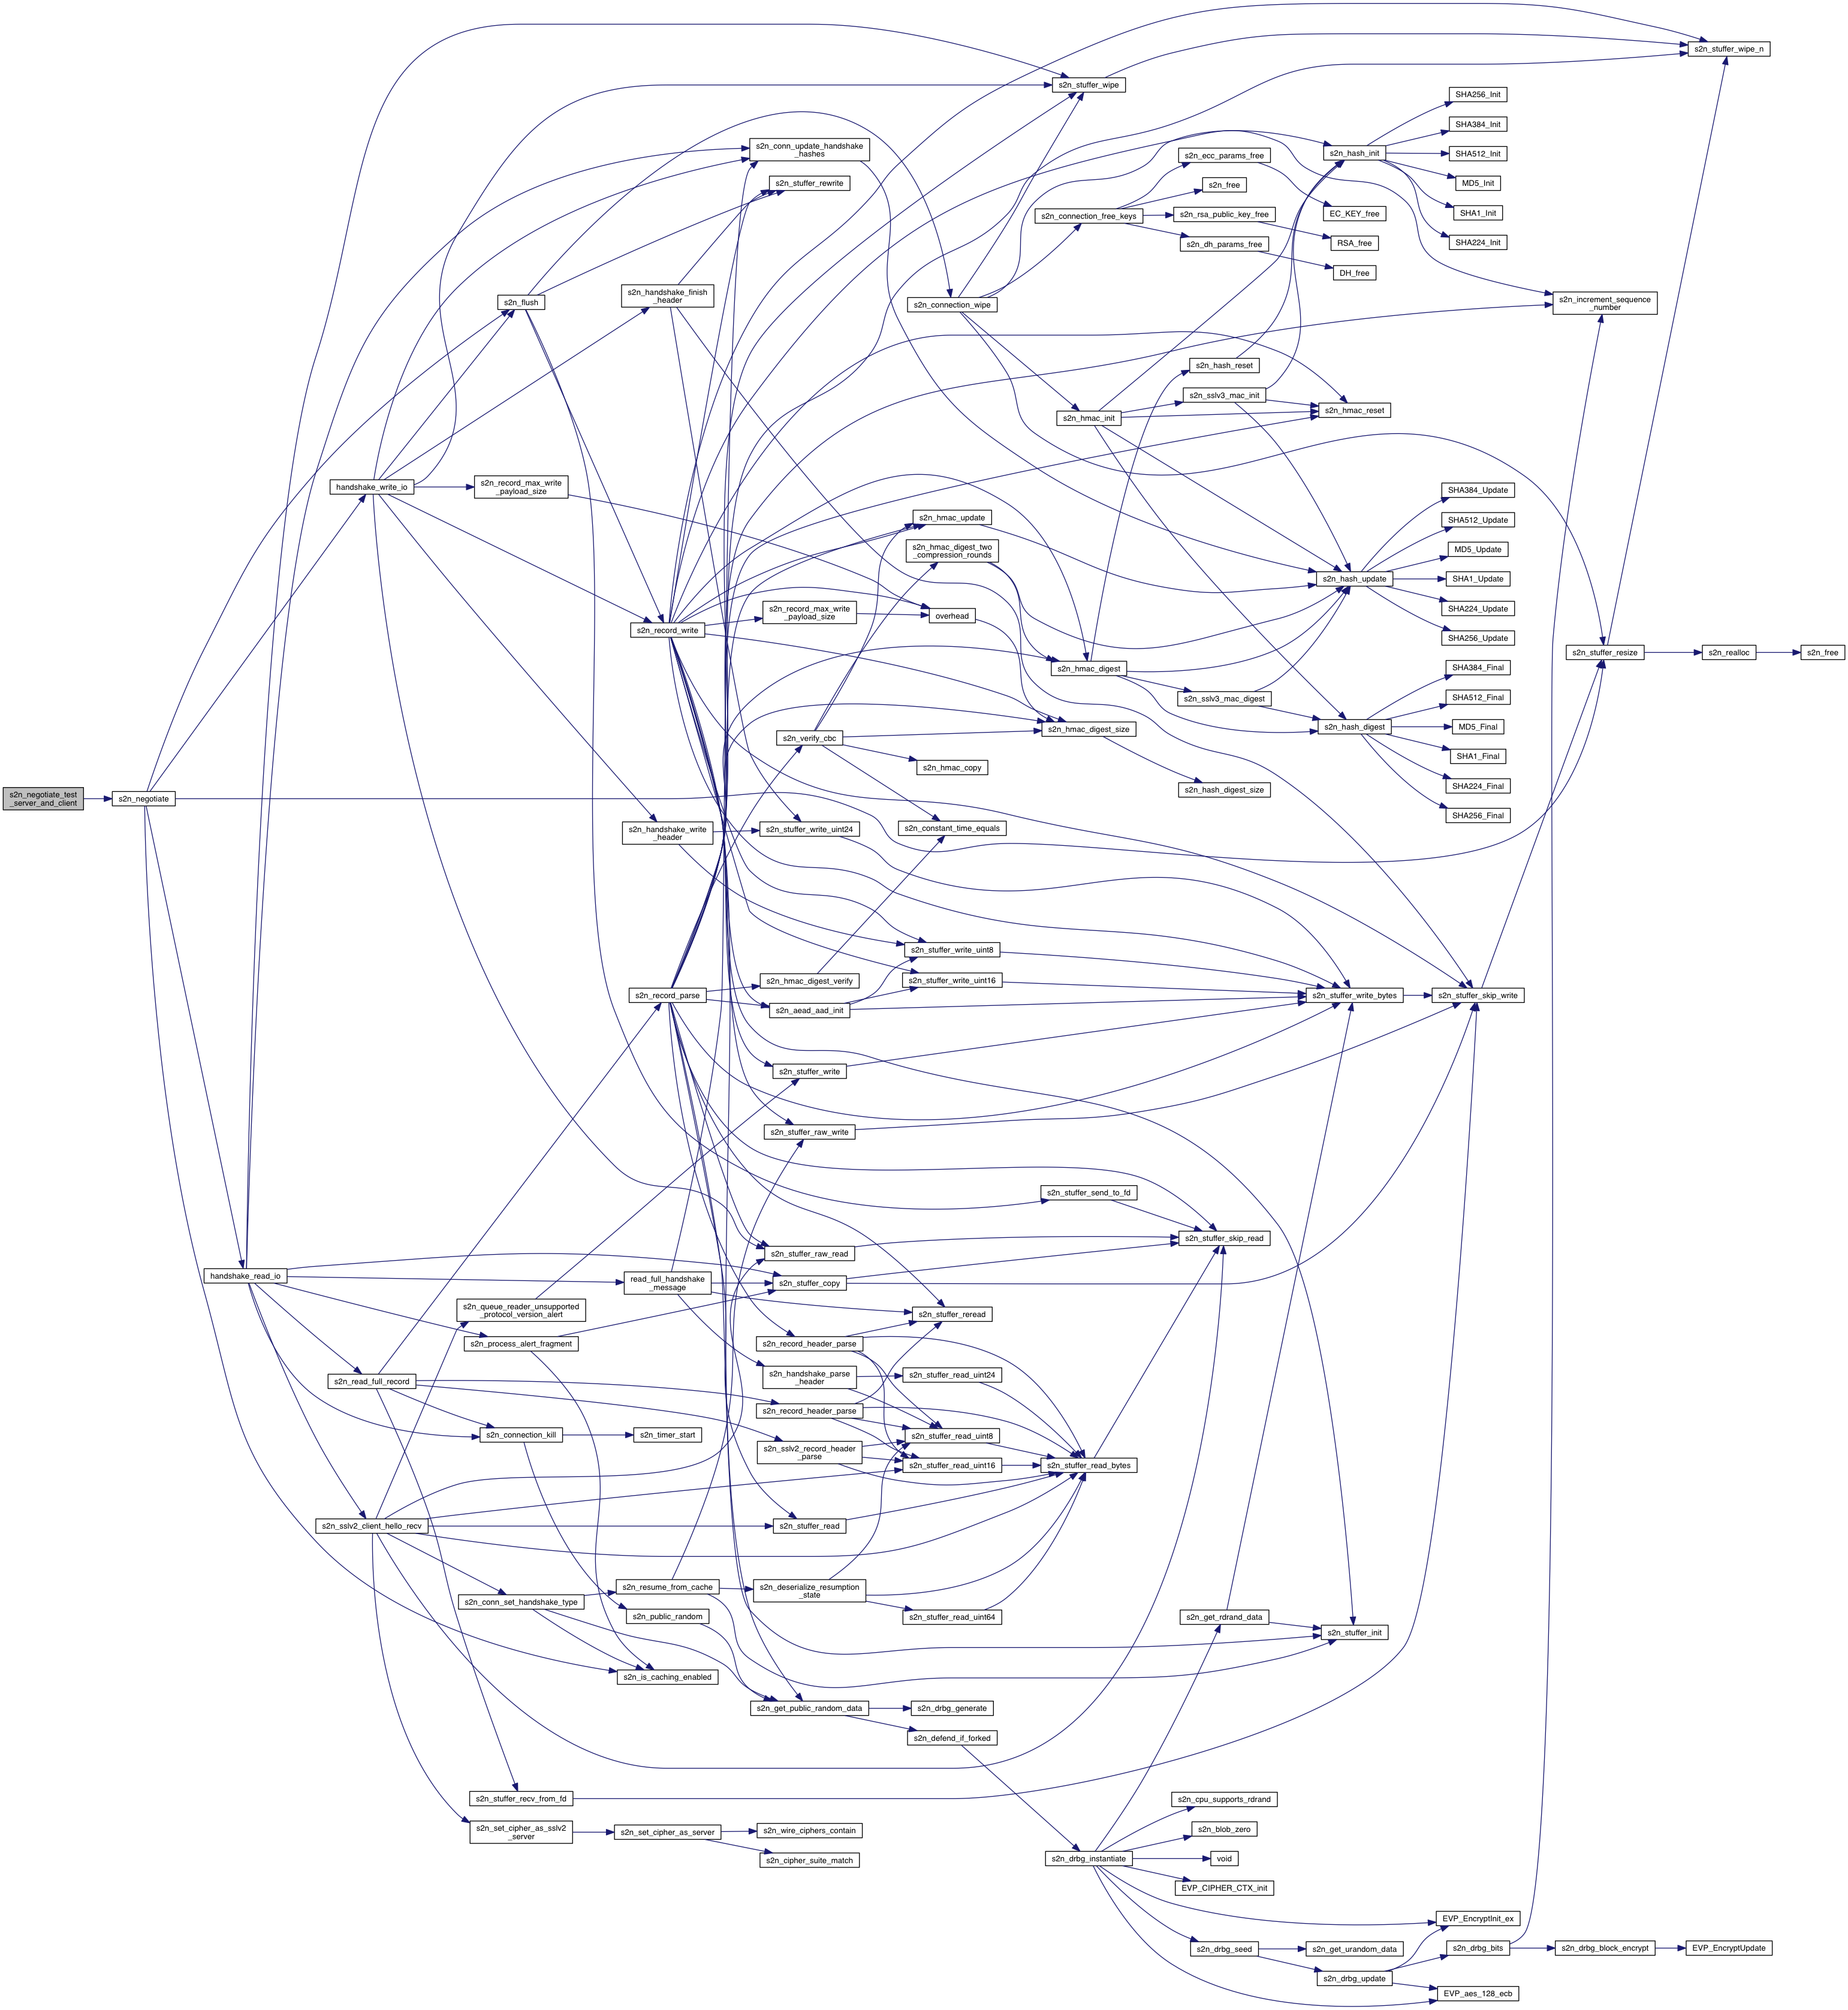 s2n_negotiate_test
_server_and_client
s2n_negotiate
handshake_write_io
handshake_read_io
s2n_read_full_record
s2n_sslv2_client_hello_recv
s2n_flush
s2n_record_max_write
_payload_size
s2n_queue_reader_unsupported
_protocol_version_alert
s2n_process_alert_fragment
s2n_connection_kill
s2n_conn_set_handshake_type
s2n_stuffer_recv_from_fd
s2n_set_cipher_as_sslv2
_server
s2n_handshake_finish
_header
s2n_record_write
s2n_handshake_write
_header
s2n_record_parse
read_full_handshake
_message
s2n_timer_start
s2n_resume_from_cache
s2n_public_random
s2n_is_caching_enabled
s2n_set_cipher_as_server
s2n_conn_update_handshake
_hashes
s2n_stuffer_rewrite
s2n_record_max_write
_payload_size
s2n_verify_cbc
s2n_stuffer_write_uint24
s2n_hmac_digest_verify
s2n_aead_aad_init
s2n_stuffer_write
s2n_stuffer_raw_write
s2n_stuffer_raw_read
s2n_stuffer_copy
s2n_record_header_parse
s2n_handshake_parse
_header
s2n_record_header_parse
s2n_sslv2_record_header
_parse
s2n_stuffer_read
s2n_deserialize_resumption
_state
s2n_get_public_random_data
s2n_wire_ciphers_contain
s2n_cipher_suite_match
s2n_connection_wipe
s2n_hmac_update
s2n_hmac_digest_two
_compression_rounds
overhead
s2n_hmac_copy
s2n_constant_time_equals
s2n_stuffer_write_uint8
s2n_stuffer_write_uint16
s2n_stuffer_reread
s2n_stuffer_read_uint24
s2n_stuffer_read_uint8
s2n_stuffer_read_uint16
s2n_stuffer_read_uint64
s2n_drbg_generate
s2n_defend_if_forked
s2n_stuffer_wipe
s2n_connection_free_keys
s2n_hmac_init
s2n_hmac_digest
s2n_hmac_digest_size
s2n_stuffer_send_to_fd
s2n_stuffer_read_bytes
s2n_drbg_instantiate
s2n_ecc_params_free
s2n_free
s2n_rsa_public_key_free
s2n_dh_params_free
s2n_hash_reset
s2n_sslv3_mac_init
s2n_sslv3_mac_digest
s2n_hash_digest_size
s2n_stuffer_skip_read
s2n_get_rdrand_data
s2n_cpu_supports_rdrand
s2n_blob_zero
void
EVP_CIPHER_CTX_init
s2n_drbg_seed
s2n_hash_init
EC_KEY_free
RSA_free
DH_free
s2n_hmac_reset
s2n_hash_update
s2n_hash_digest
s2n_stuffer_write_bytes
s2n_stuffer_init
s2n_get_urandom_data
s2n_drbg_update
SHA256_Init
SHA384_Init
SHA512_Init
MD5_Init
SHA1_Init
SHA224_Init
SHA384_Update
SHA512_Update
MD5_Update
SHA1_Update
SHA224_Update
SHA256_Update
SHA384_Final
SHA512_Final
MD5_Final
SHA1_Final
SHA224_Final
SHA256_Final
s2n_stuffer_skip_write
EVP_EncryptInit_ex
s2n_drbg_bits
EVP_aes_128_ecb
s2n_increment_sequence
_number
s2n_stuffer_resize
s2n_drbg_block_encrypt
s2n_stuffer_wipe_n
s2n_realloc
EVP_EncryptUpdate
s2n_free